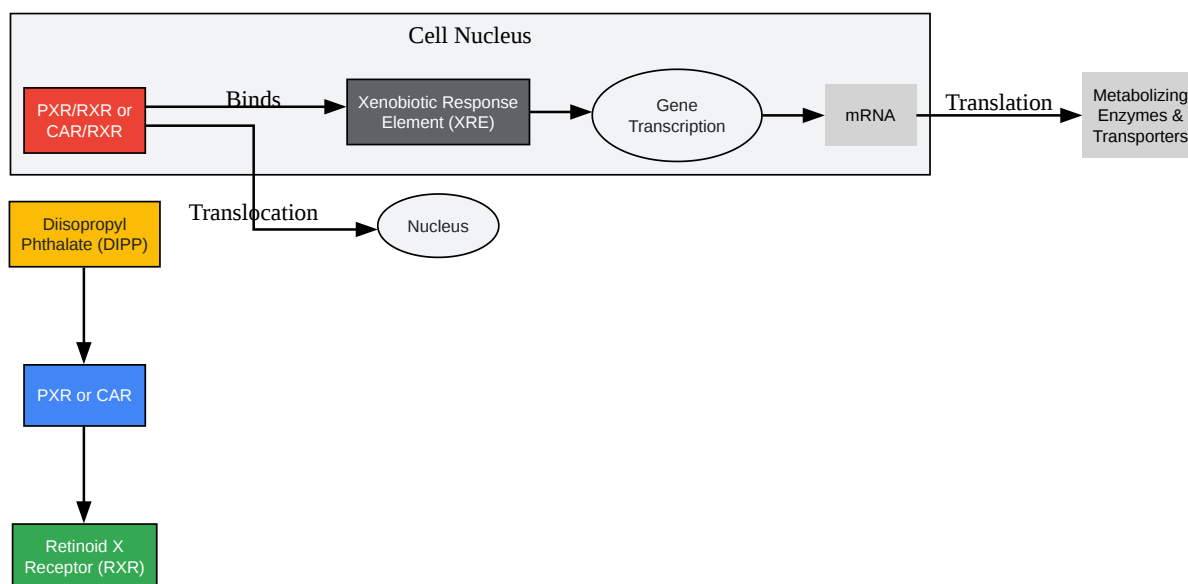 Cell Nucleus
PXR/RXR or
CAR/RXR
Binds
Xenobiotic Response
Element (XRE)
Gene
Transcription
mRNA
Translation
Metabolizing
Enzymes &
Transporters
Translocation
Nucleus
Diisopropyl
Phthalate (DIPP)
PXR or CAR
Retinoid X
Receptor (RXR)